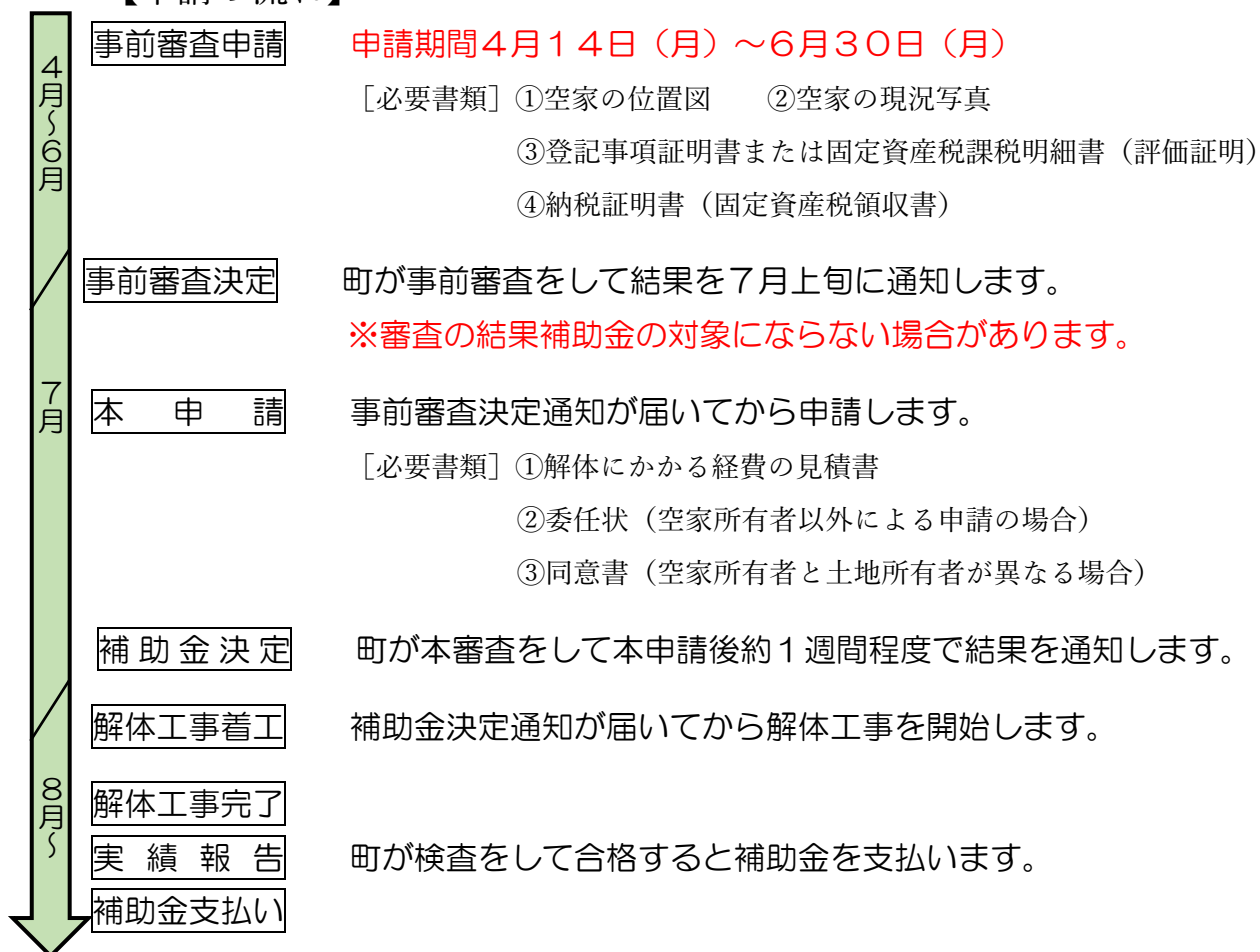 【申請の流れ】
4月～6月
事前審査申請 申請期間４月１４日（月）～６月３０日（月）
［必要書類］①空家の位置図 ②空家の現況写真
③登記事項証明書または固定資産税課税明細書（評価証明）
④納税証明書（固定資産税領収書）
事前審査決定 町が事前審査をして結果を７月上旬に通知します。
※審査の結果補助金の対象にならない場合があります。
7月
本申請 事前審査決定通知が届いてから申請します。
［必要書類］①解体にかかる経費の見積書
②委任状（空家所有者以外による申請の場合）
③同意書（空家所有者と土地所有者が異なる場合）
補助金決定 町が本審査をして本申請後約１週間程度で結果を通知します。
解体工事着工 補助金決定通知が届いてから解体工事を開始します。
8月～
解体工事完了
実績報告 町が検査をして合格すると補助金を支払います。
補助金支払い